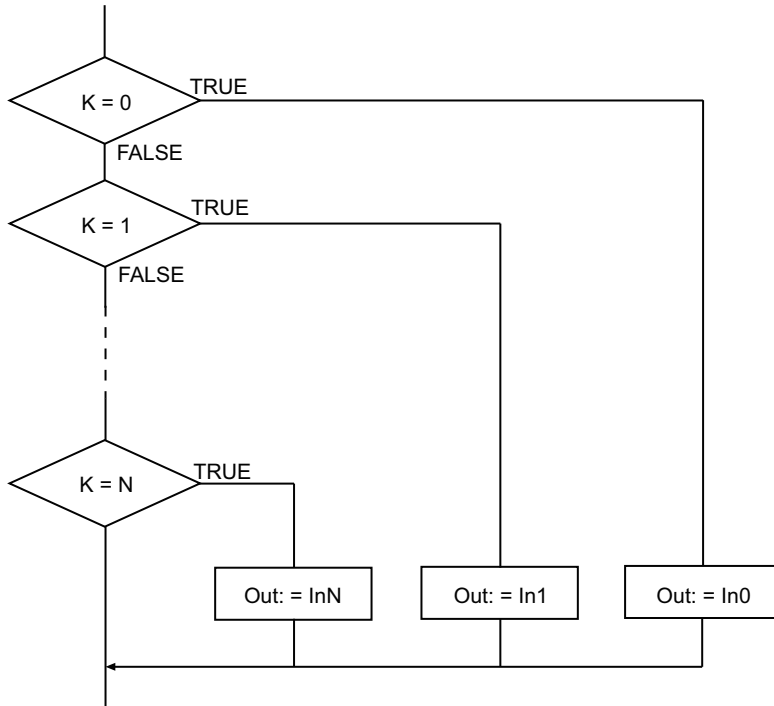 K = 0
TRUE
FALSE
K = 1
TRUE
FALSE
K = N
TRUE
Out: = InN
Out: = In1
Out: = In0